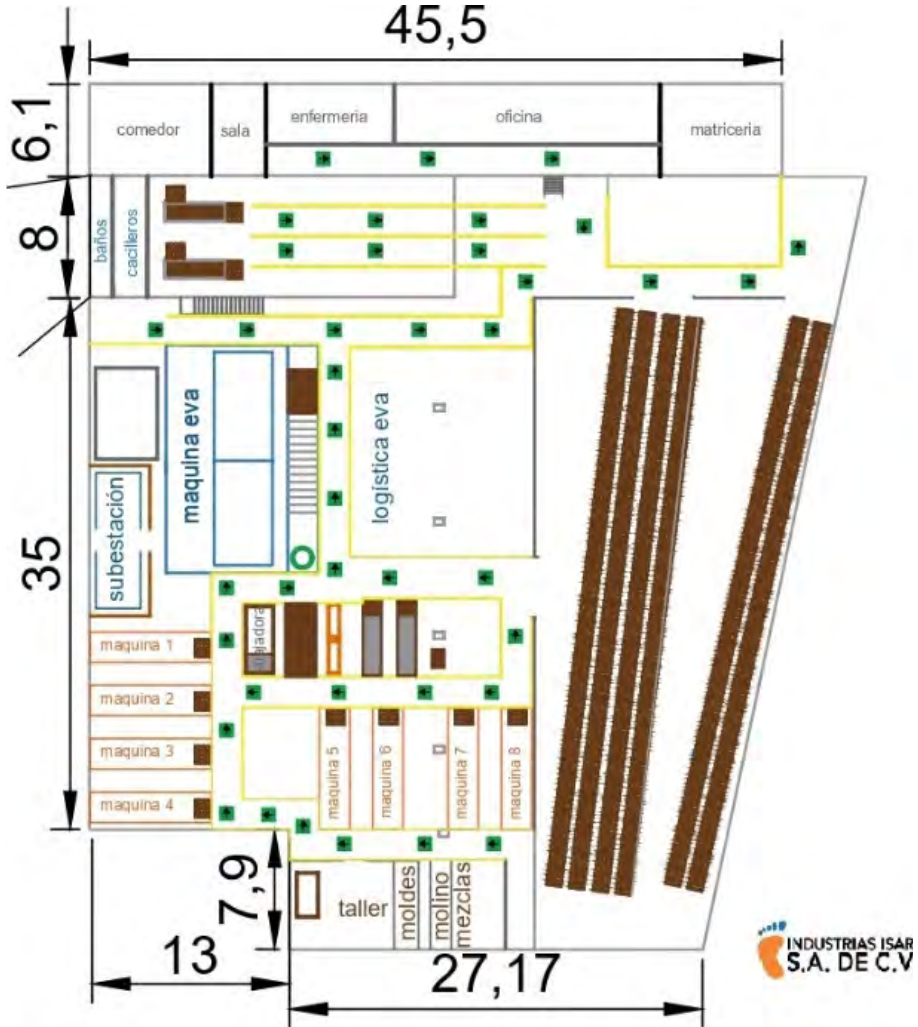 45,5
6,1
comedor
sala
enfermeria
oficina
matriceria
8
baños
cacilleros
35
maquina eva
logística eva
subestación
maquina 1
maquina 2
maquina 3
maquina 4
maquina 5
maquina 6
maquina 7
maquina 8
7,9
taller
moldes
molino
mezclas
13
27,17
INDUSTRIAS ISAR
S.A. DE C.V